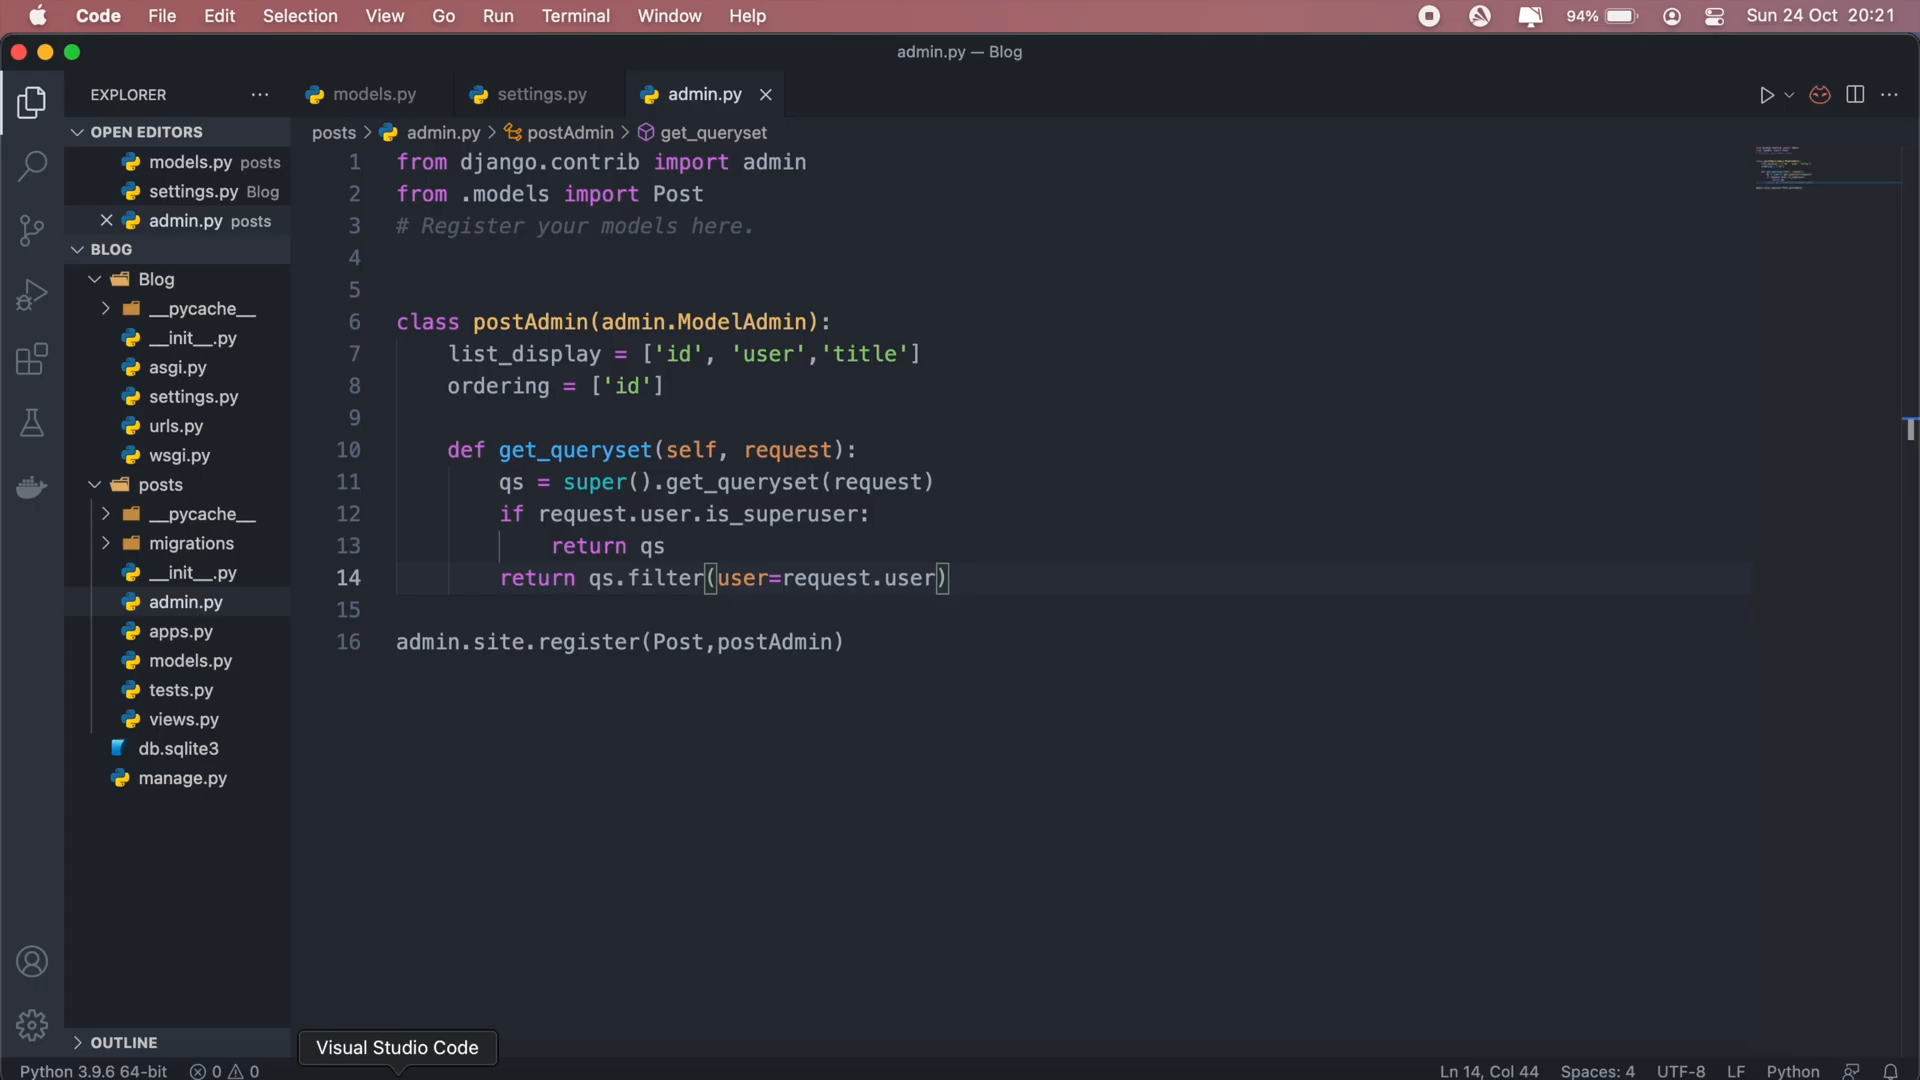 Code File Edit Selection View Go Run Terminal Window Help 94% Sun 24 Oct 20:21
admin.py — Blog
EXPLORER
models.py settings.py admin.py
OPEN EDITORS
posts > admin.py > postAdmin > get_queryset
models.py posts
settings.py Blog
admin.py posts
BLOG
Blog
__pycache__
__init__.py
asgi.py
settings.py
urls.py
wsgi.py
posts
__pycache__
migrations
__init__.py
admin.py
apps.py
models.py
tests.py
views.py
db.sqlite3
manage.py
OUTLINE
1 from django.contrib import admin
2 from .models import Post
3 # Register your models here.
4
5
6 class postAdmin(admin.ModelAdmin):
7 list_display = ['id', 'user','title']
8 ordering = ['id']
9
10 def get_queryset(self, request):
11 qs = super().get_queryset(request)
12 if request.user.is_superuser:
13 return qs
14 return qs.filter(user=request.user)
15
16 admin.site.register(Post,postAdmin)
Visual Studio Code
Python 3.9.6 64-bit 0 0 Ln 14, Col 44 Spaces: 4 UTF-8 LF Python